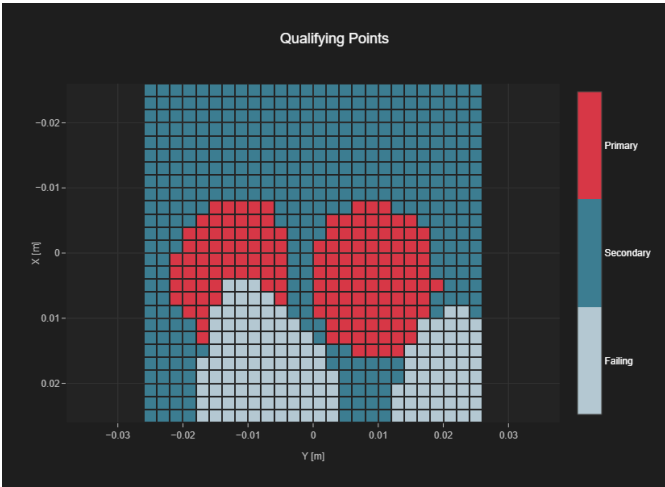 Qualifying Points
−0.02
−0.01
0
0.01
0.02
X [m]
−0.03
−0.02
−0.01
0
0.01
0.02
0.03
Y [m]
Primary
Secondary
Failing